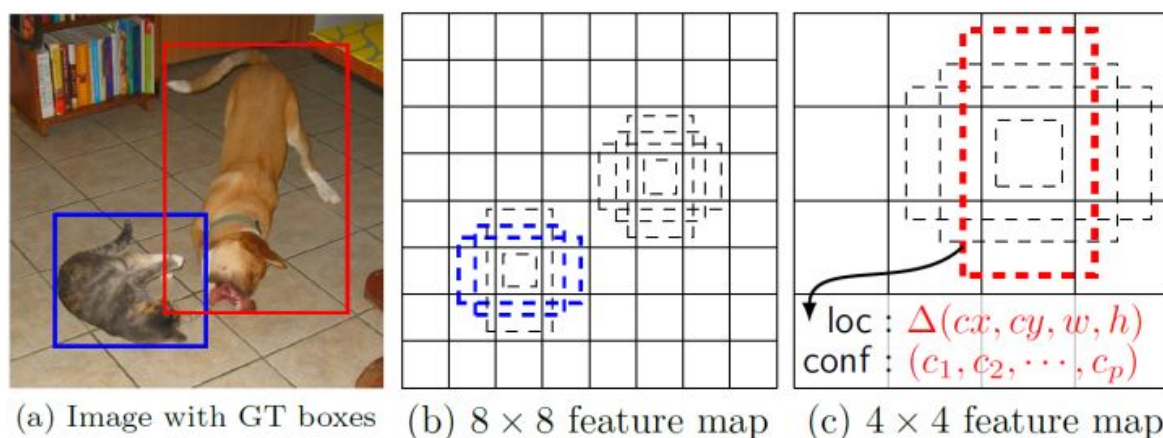 loc : Δ(cx, cy, w, h)
conf : (c₁, c₂, ⋯, cₚ)
(a) Image with GT boxes
(b) 8 × 8 feature map
(c) 4 × 4 feature map